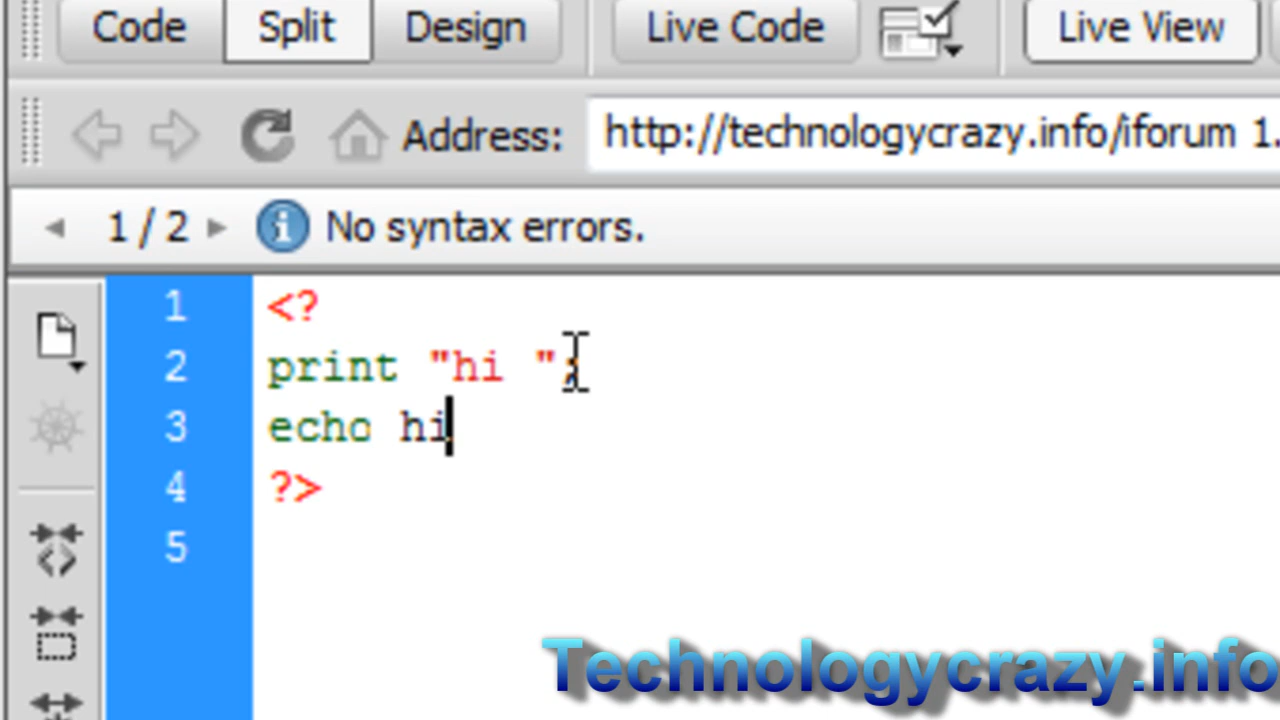 Code Split Design Live Code Live View
Address: http://technologycrazy.info/iforum 1.
1 / 2 No syntax errors.
1 <?
2 print "hi ";
3 echo hi
4 ?>
5
Technologycrazy.info